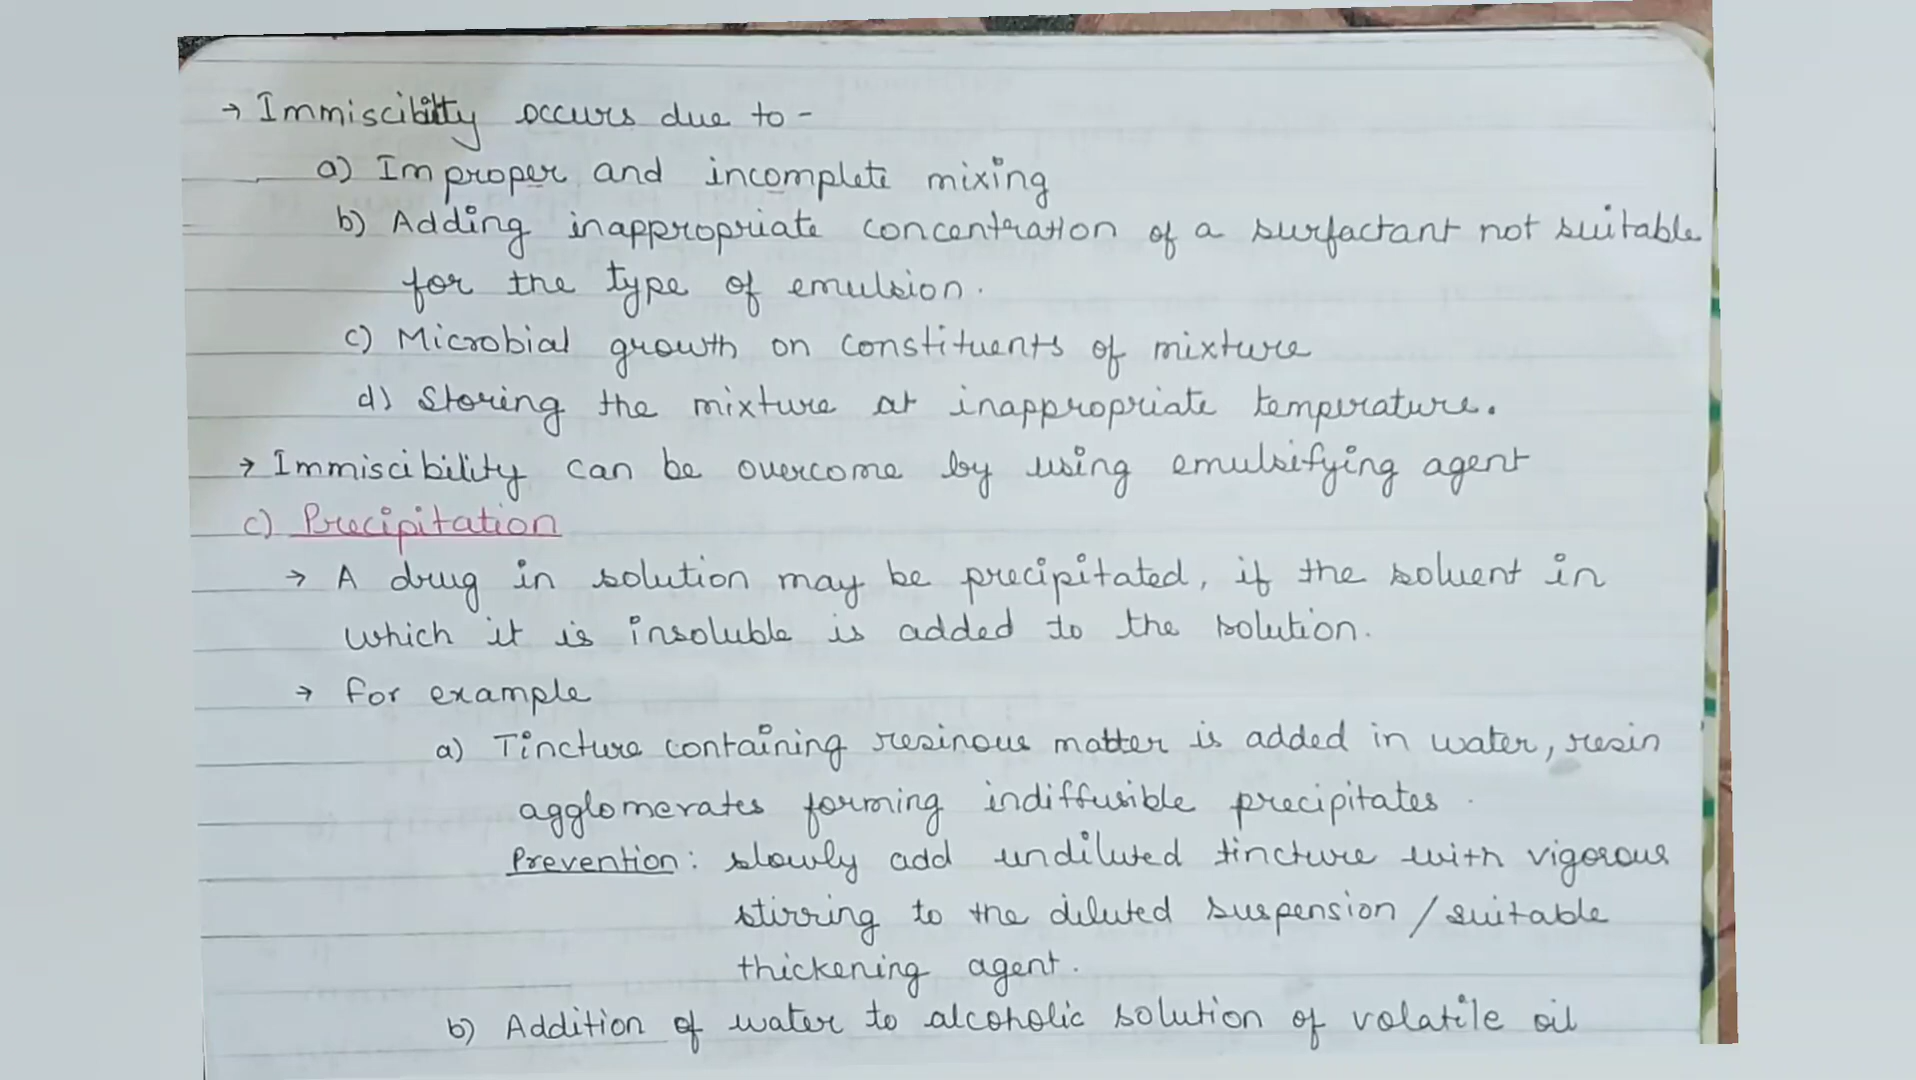 → Immiscibility occurs due to -
a) Improper and incomplete mixing
b) Adding inappropriate concentration of a surfactant not suitable
for the type of emulsion.
c) Microbial growth on constituents of mixture
d) Storing the mixture at inappropriate temperature.
→ Immiscibility can be overcome by using emulsifying agent
c) Precipitation
→ A drug in solution may be precipitated, if the solvent in
which it is insoluble is added to the solution.
→ for example
a) Tincture containing resinous matter is added in water, resin
agglomerates forming indiffusible precipitates.
Prevention: slowly add undiluted tincture with vigorous
stirring to the diluted suspension / suitable
thickening agent.
b) Addition of water to alcoholic solution of volatile oil